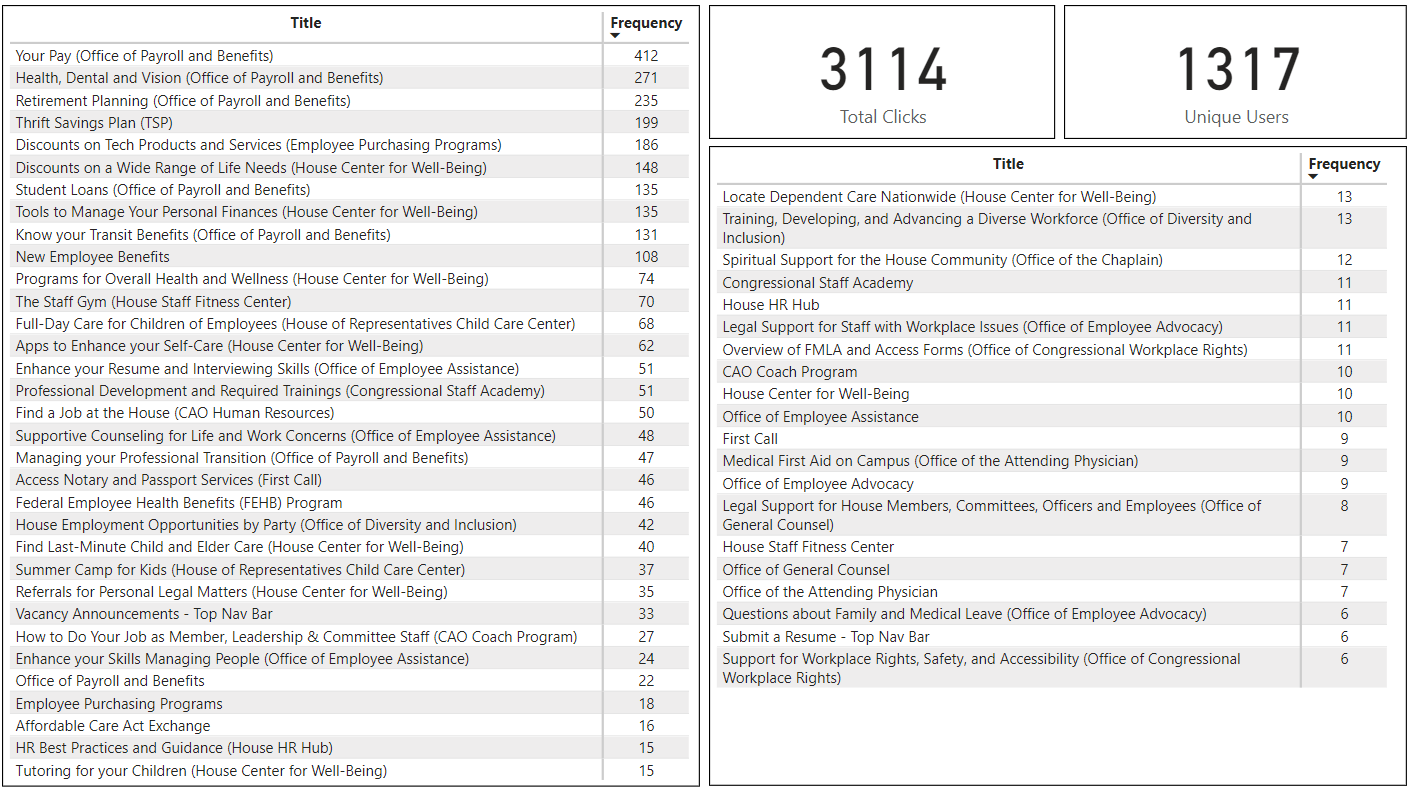 Title Frequency
Your Pay (Office of Payroll and Benefits) 412
Health, Dental and Vision (Office of Payroll and Benefits) 271
Retirement Planning (Office of Payroll and Benefits) 235
Thrift Savings Plan (TSP) 199
Discounts on Tech Products and Services (Employee Purchasing Programs) 186
Discounts on a Wide Range of Life Needs (House Center for Well-Being) 148
Student Loans (Office of Payroll and Benefits) 135
Tools to Manage Your Personal Finances (House Center for Well-Being) 135
Know your Transit Benefits (Office of Payroll and Benefits) 131
New Employee Benefits 108
Programs for Overall Health and Wellness (House Center for Well-Being) 74
The Staff Gym (House Staff Fitness Center) 70
Full-Day Care for Children of Employees (House of Representatives Child Care Center) 68
Apps to Enhance your Self-Care (House Center for Well-Being) 62
Enhance your Resume and Interviewing Skills (Office of Employee Assistance) 51
Professional Development and Required Trainings (Congressional Staff Academy) 51
Find a Job at the House (CAO Human Resources) 50
Supportive Counseling for Life and Work Concerns (Office of Employee Assistance) 48
Managing your Professional Transition (Office of Payroll and Benefits) 47
Access Notary and Passport Services (First Call) 46
Federal Employee Health Benefits (FEHB) Program 46
House Employment Opportunities by Party (Office of Diversity and Inclusion) 42
Find Last-Minute Child and Elder Care (House Center for Well-Being) 40
Summer Camp for Kids (House of Representatives Child Care Center) 37
Referrals for Personal Legal Matters (House Center for Well-Being) 35
Vacancy Announcements - Top Nav Bar 33
How to Do Your Job as Member, Leadership & Committee Staff (CAO Coach Program) 27
Enhance your Skills Managing People (Office of Employee Assistance) 24
Office of Payroll and Benefits 22
Employee Purchasing Programs 18
Affordable Care Act Exchange 16
HR Best Practices and Guidance (House HR Hub) 15
Tutoring for your Children (House Center for Well-Being) 15
3114
Total Clicks
1317
Unique Users
Title Frequency
Locate Dependent Care Nationwide (House Center for Well-Being) 13
Training, Developing, and Advancing a Diverse Workforce (Office of Diversity and 13
Inclusion)
Spiritual Support for the House Community (Office of the Chaplain) 12
Congressional Staff Academy 11
House HR Hub 11
Legal Support for Staff with Workplace Issues (Office of Employee Advocacy) 11
Overview of FMLA and Access Forms (Office of Congressional Workplace Rights) 11
CAO Coach Program 10
House Center for Well-Being 10
Office of Employee Assistance 10
First Call 9
Medical First Aid on Campus (Office of the Attending Physician) 9
Office of Employee Advocacy 9
Legal Support for House Members, Committees, Officers and Employees (Office of 8
General Counsel)
House Staff Fitness Center 7
Office of General Counsel 7
Office of the Attending Physician 7
Questions about Family and Medical Leave (Office of Employee Advocacy) 6
Submit a Resume - Top Nav Bar 6
Support for Workplace Rights, Safety, and Accessibility (Office of Congressional 6
Workplace Rights)